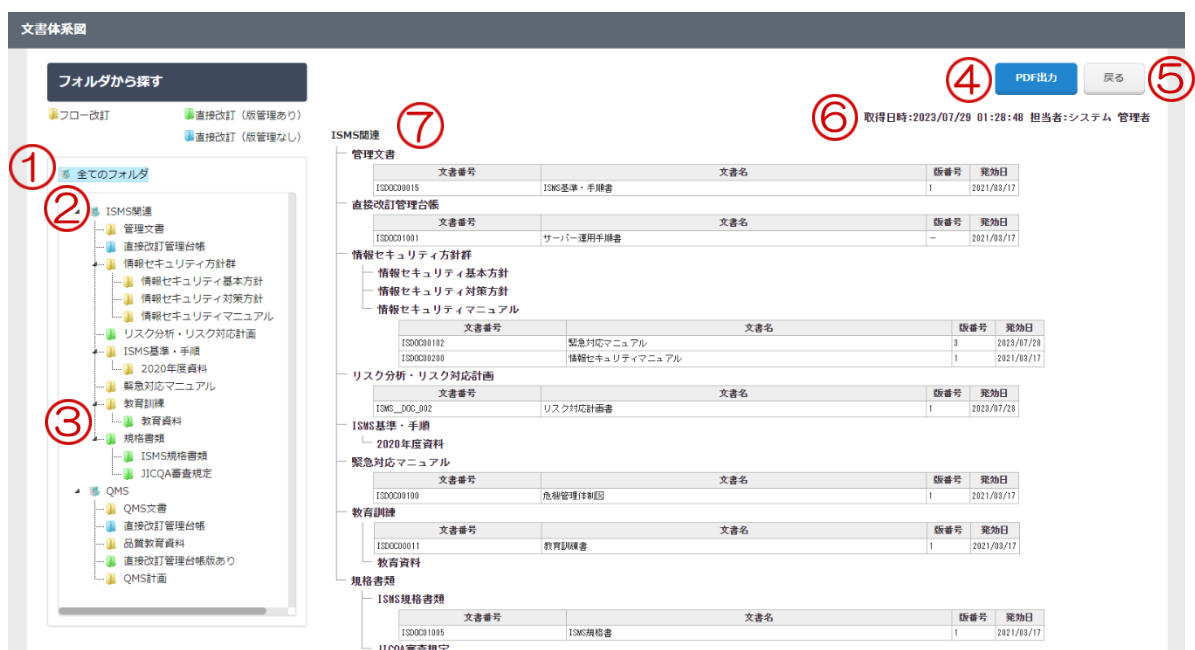 文書体系図
④
PDF出力
戻る
⑤
フォルダから探す
フロー改訂
直接改訂（版管理あり）
直接改訂（版管理なし）
⑥
取得日時:2023/07/29 01:28:48 担当者:システム 管理者
①
全てのフォルダ
②
ISMS関連
管理文書
直接改訂管理台帳
情報セキュリティ方針群
情報セキュリティ基本方針
情報セキュリティ対策方針
情報セキュリティマニュアル
リスク分析・リスク対応計画
ISMS基準・手順
2020年度資料
緊急対応マニュアル
教育訓練
③
教育資料
規格書類
ISMS規格書類
JICQA審査規定
QMS
QMS文書
直接改訂管理台帳
品質教育資料
直接改訂管理台帳版あり
QMS計画
⑦
ISMS関連
管理文書
文書番号 文書名 版番号 発効日
ISDOC00015 ISMS基準・手順書 1 2021/03/17
直接改訂管理台帳
文書番号 文書名 版番号 発効日
ISDOC01001 サーバー運用手順書 － 2021/03/17
情報セキュリティ方針群
情報セキュリティ基本方針
情報セキュリティ対策方針
情報セキュリティマニュアル
文書番号 文書名 版番号 発効日
ISDOC00102 緊急対応マニュアル 3 2023/07/28
ISDOC00200 情報セキュリティマニュアル 1 2021/03/17
リスク分析・リスク対応計画
文書番号 文書名 版番号 発効日
ISMS__DOC_002 リスク対応計画書 1 2023/07/28
ISMS基準・手順
2020年度資料
緊急対応マニュアル
文書番号 文書名 版番号 発効日
ISDOC00100 危機管理体制図 1 2021/03/17
教育訓練
文書番号 文書名 版番号 発効日
ISDOC00011 教育訓練書 1 2021/03/17
教育資料
規格書類
ISMS規格書類
文書番号 文書名 版番号 発効日
ISDOC01005 ISMS規格書 1 2021/03/17
JICQA審査規定